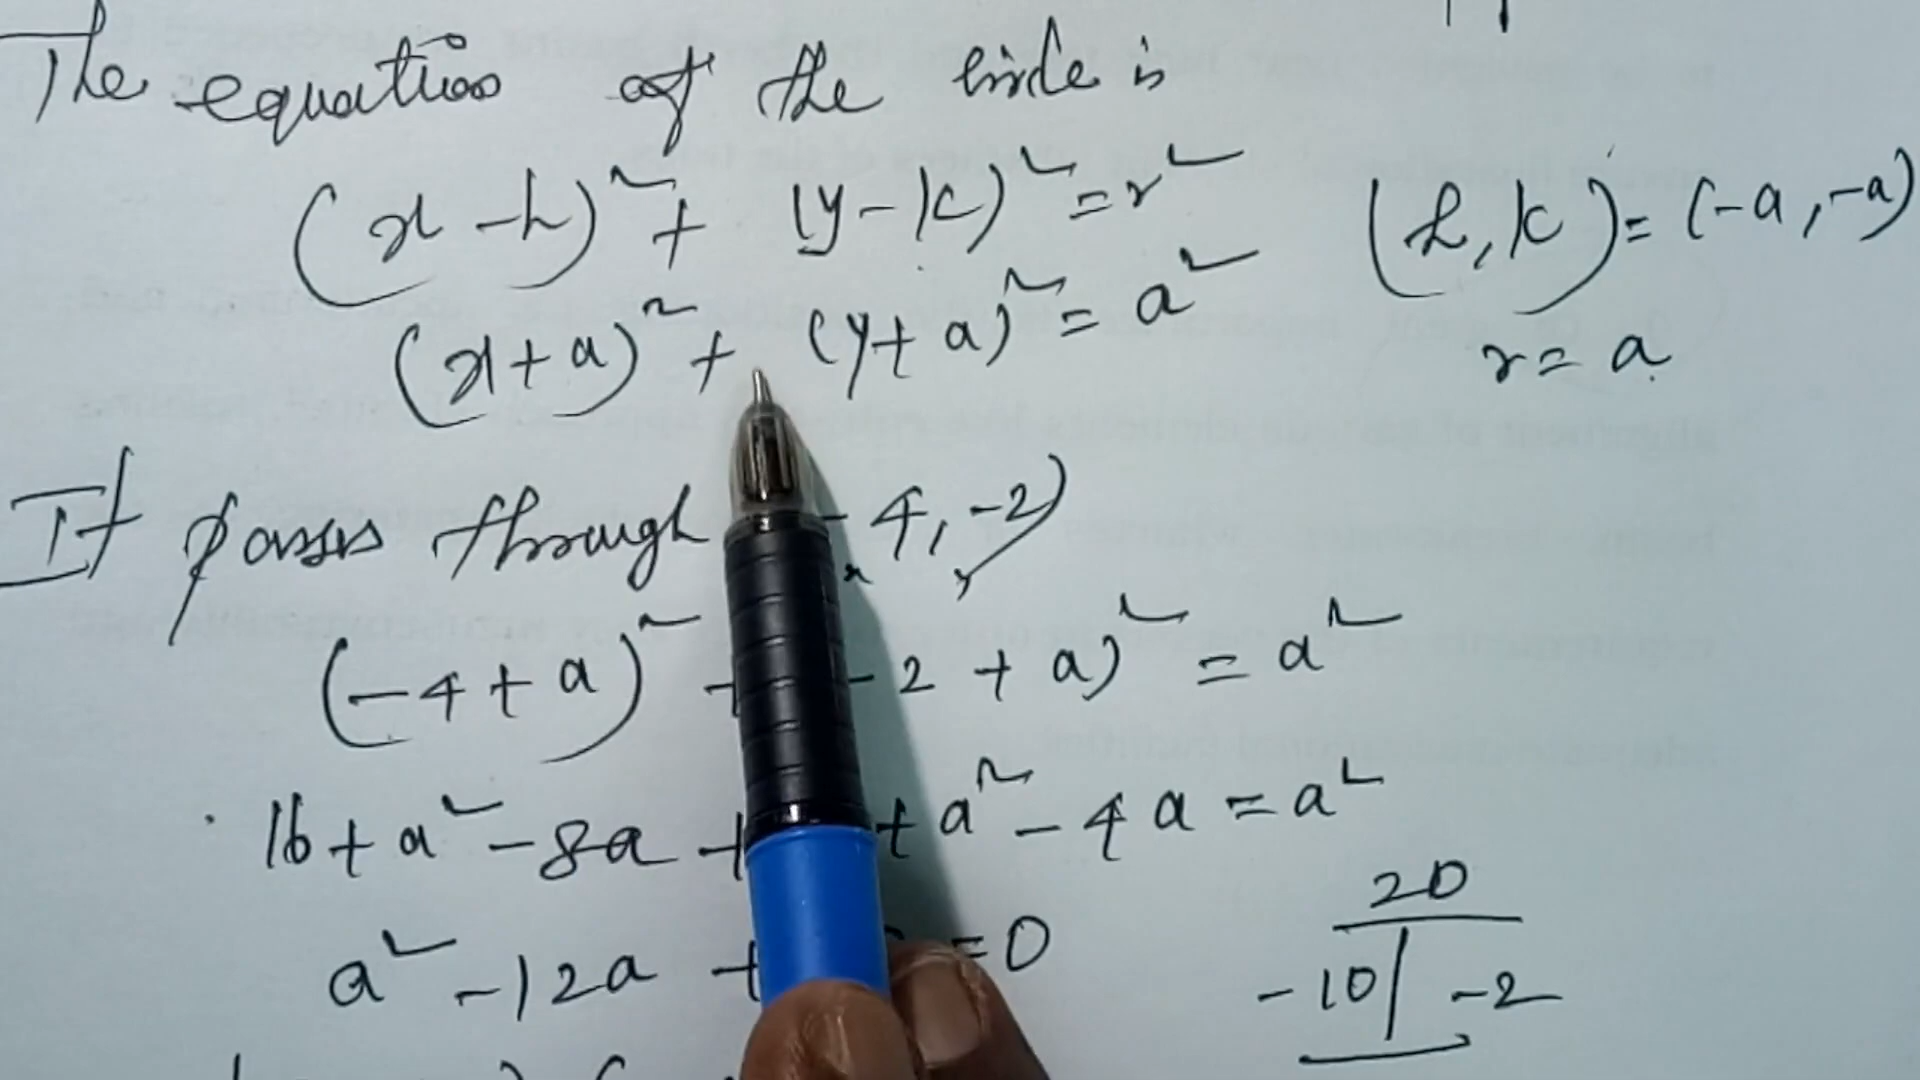 The equation of the circle is
(x - h)² + (y - k)² = r² (h, k) = (-a, -a)
(x + a)² + (y + a)² = a² r = a
It passes through - 4, -2)
x y
(-4 + a)² + - 2 + a)² = a²
16 + a² - 8a + + a² - 4a = a²
20
a² - 12a + = 0
-10 | -2